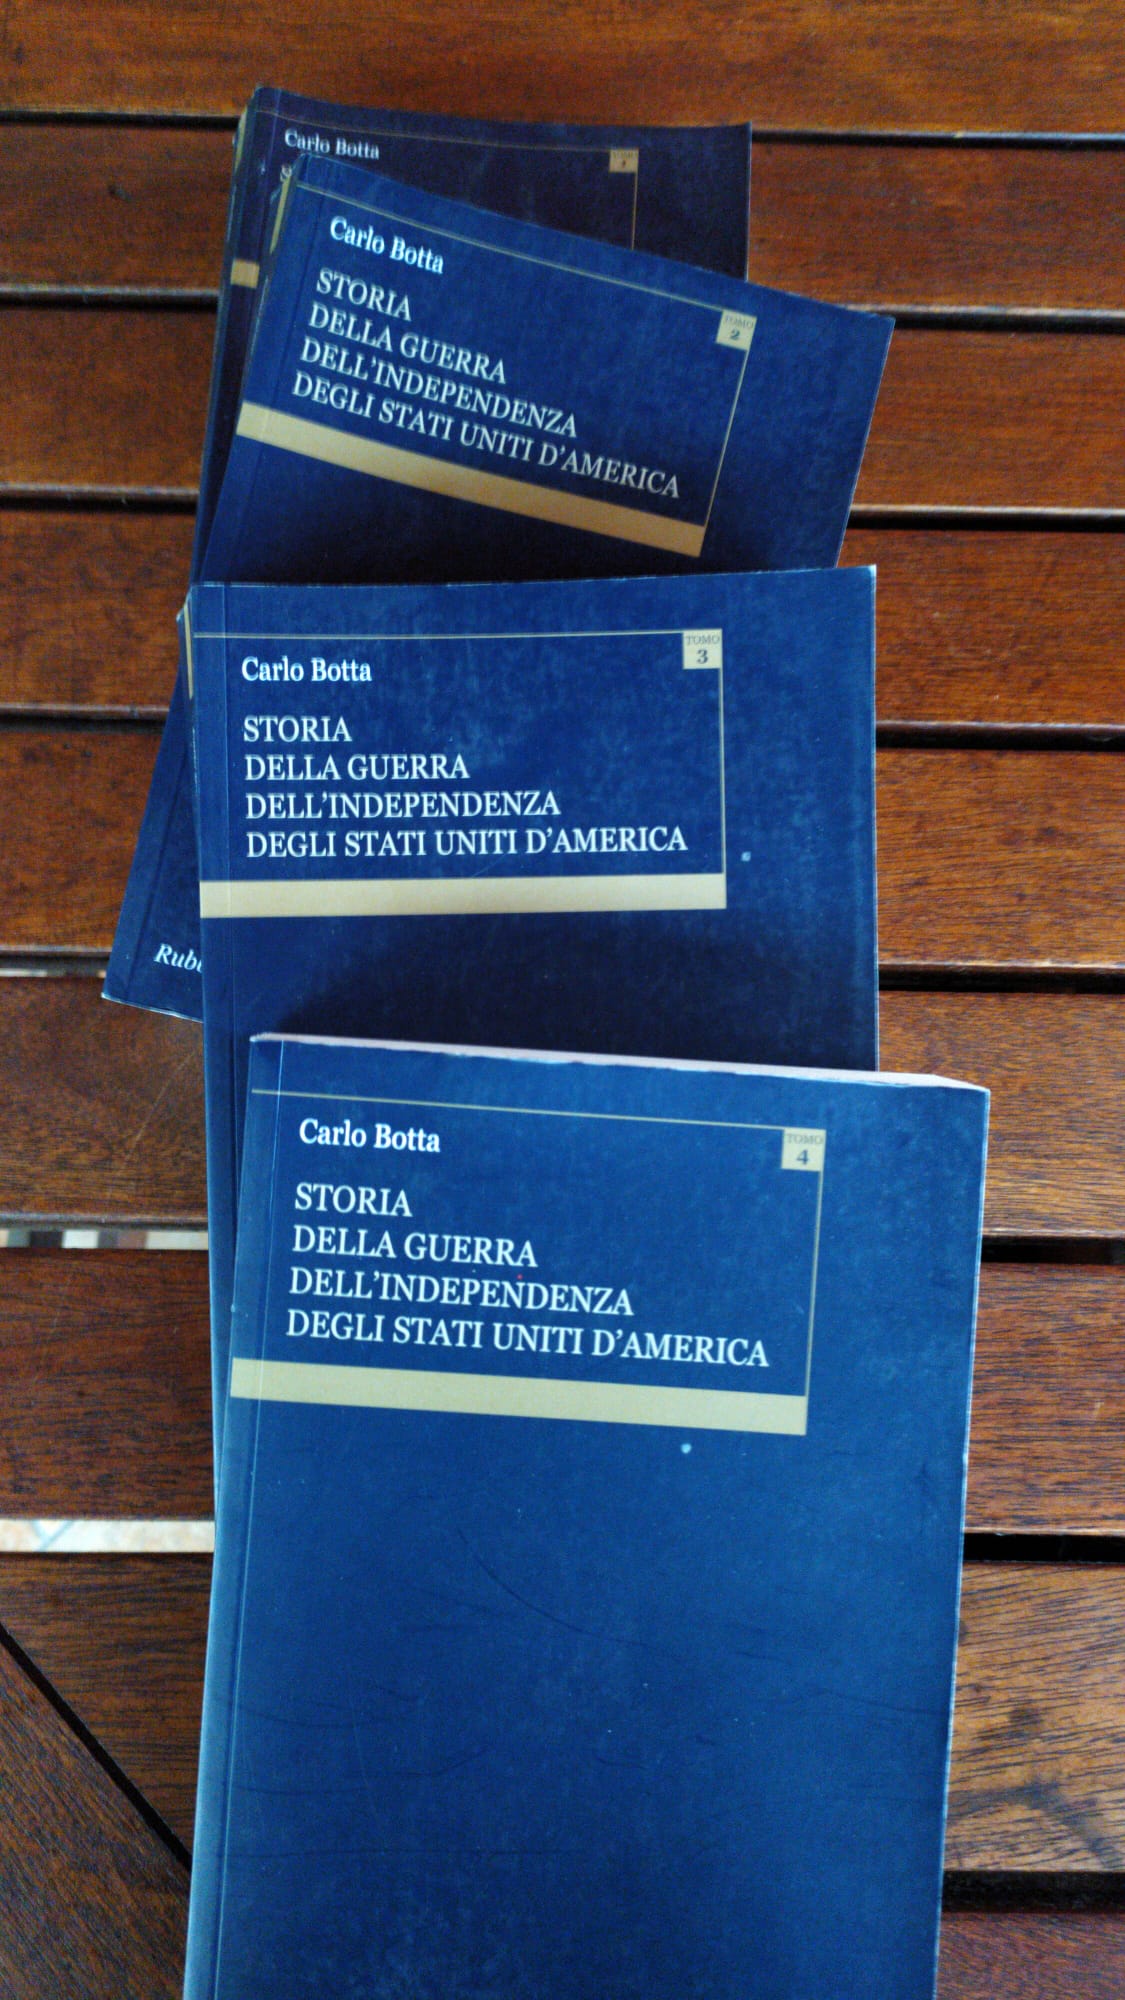 Carlo Botta
TOMO
1
Carlo Botta
TOMO
2
STORIA
DELLA GUERRA
DELL'INDEPENDENZA
DEGLI STATI UNITI D'AMERICA
Carlo Botta
TOMO
3
STORIA
DELLA GUERRA
DELL'INDEPENDENZA
DEGLI STATI UNITI D'AMERICA
Carlo Botta
TOMO
4
STORIA
DELLA GUERRA
DELL'INDEPENDENZA
DEGLI STATI UNITI D'AMERICA